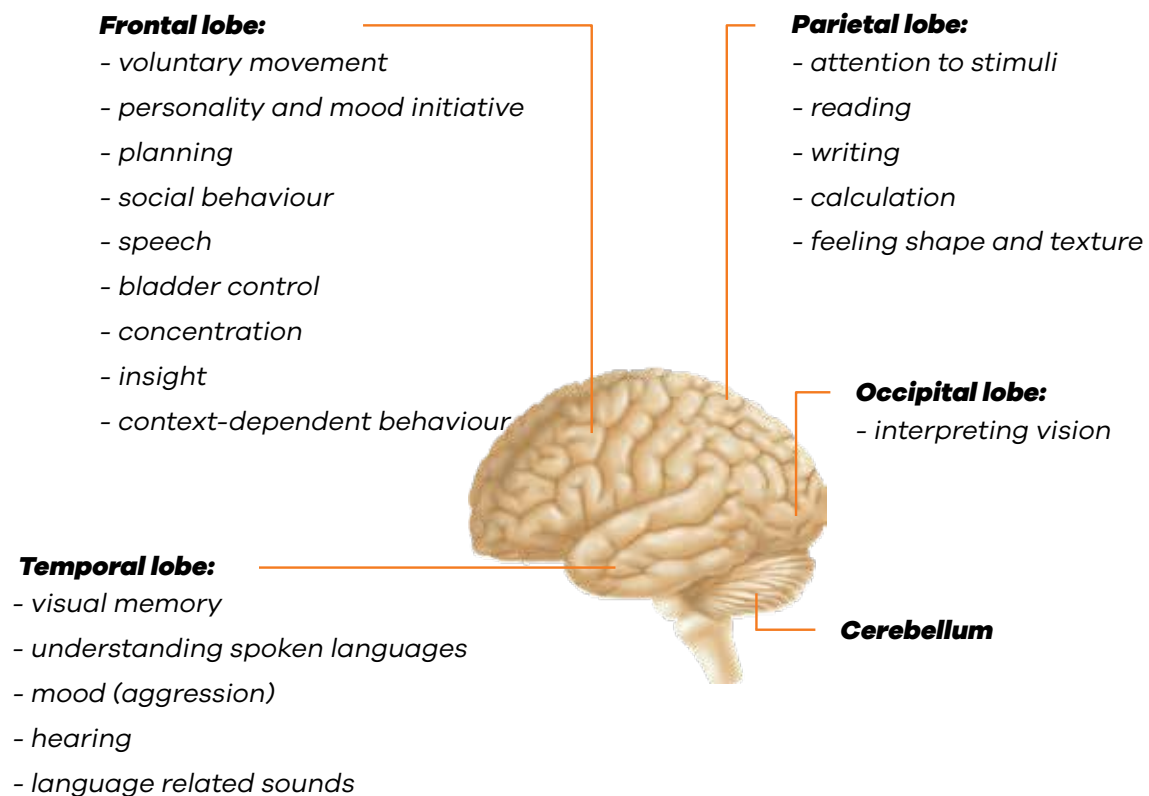 Frontal lobe:
- voluntary movement
- personality and mood initiative
- planning
- social behaviour
- speech
- bladder control
- concentration
- insight
- context-dependent behaviour
Parietal lobe:
- attention to stimuli
- reading
- writing
- calculation
- feeling shape and texture
Occipital lobe:
- interpreting vision
Temporal lobe:
- visual memory
- understanding spoken languages
- mood (aggression)
- hearing
- language related sounds
Cerebellum